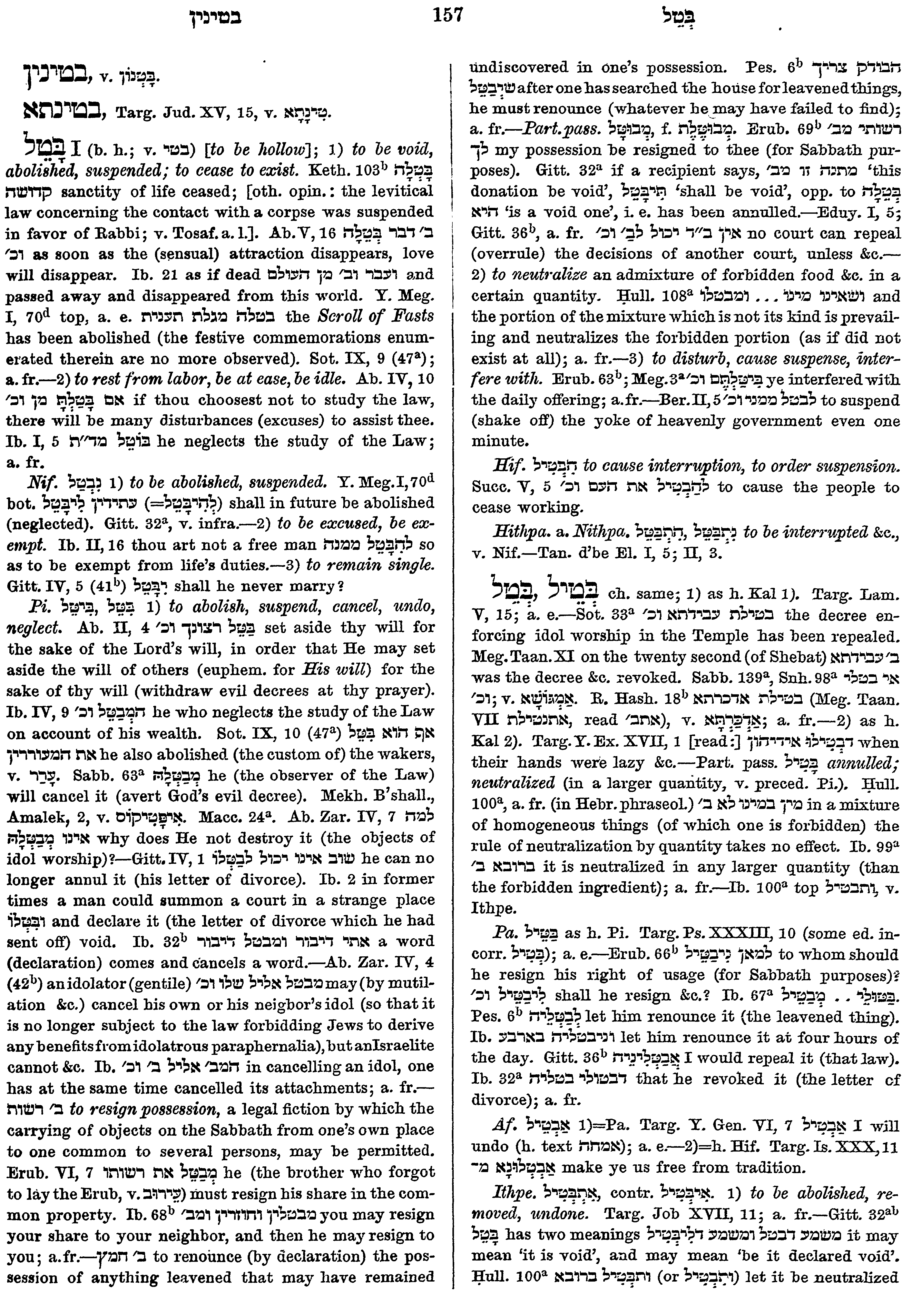 בטינין 157 בְּטֵל
בטינין, v. בָּטְנוֹן.
בטינתא, Targ. Jud. XV, 15, v. טִינָתָא.
בָּטֵל I (b. h.; v. בטי) [to be hollow]; 1) to be void,
abolished, suspended; to cease to exist. Keth. 103ᵇ בָּטְלָה
קדושה sanctity of life ceased; [oth. opin.: the levitical
law concerning the contact with a corpse was suspended
in favor of Rabbi; v. Tosaf. a. l.]. Ab. V, 16 ב׳ דבר בְּטֵלָה
וכ׳ as soon as the (sensual) attraction disappears, love
will disappear. Ib. 21 as if dead ועבר וב׳ מן העולם and
passed away and disappeared from this world. Y. Meg.
I, 70ᵈ top, a. e. בטלה מגלת תענית the Scroll of Fasts
has been abolished (the festive commemorations enum-
erated therein are no more observed). Sot. IX, 9 (47ᵃ);
a. fr.—2) to rest from labor, be at ease, be idle. Ab. IV, 10
אם בָּטַלְתָּ מן וכ׳ if thou choosest not to study the law,
there will be many disturbances (excuses) to assist thee.
Ib. I, 5 בּוֹטֵל מד״ת he neglects the study of the Law;
a. fr.
Nif. נִבְטַל 1) to be abolished, suspended. Y. Meg. I, 70ᵈ
bot. עתידין לִיבָּטֵל (=לְהִיבָּטֵל) shall in future be abolished
(neglected). Gitt. 32ᵃ, v. infra.—2) to be excused, be ex-
empt. Ib. II, 16 thou art not a free man לְהִבָּטֵל ממנה so
as to be exempt from life's duties.—3) to remain single.
Gitt. IV, 5 (41ᵇ) יִבָּטֵל shall he never marry?
Pi. בִּטֵּל, בִּיטֵּל 1) to abolish, suspend, cancel, undo,
neglect. Ab. II, 4 בַּטֵּל רצונך וכ׳ set aside thy will for
the sake of the Lord's will, in order that He may set
aside the will of others (euphem. for His will) for the
sake of thy will (withdraw evil decrees at thy prayer).
Ib. IV, 9 המְבַטֵּל וכ׳ he who neglects the study of the Law
on account of his wealth. Sot. IX, 10 (47ᵃ) אף הוא בִּטֵּל
את המעוררין he also abolished (the custom of) the wakers,
v. עָרַר. Sabb. 63ᵃ מְבַטְּלָהּ he (the observer of the Law)
will cancel it (avert God's evil decree). Mekh. B'shall.,
Amalek, 2, v. אִיפָּטִיקוֹס. Macc. 24ᵃ. Ab. Zar. IV, 7 למה
אינו מְבַטְּלָהּ why does He not destroy it (the objects of
idol worship)?—Gitt. IV, 1 שוב אינו יכול לְבַטְּלוֹ he can no
longer annul it (his letter of divorce). Ib. 2 in former
times a man could summon a court in a strange place
וּבִטְּלוֹ and declare it (the letter of divorce which he had
sent off) void. Ib. 32ᵇ אתי דיבור ומבטל דיבור a word
(declaration) comes and cancels a word.—Ab. Zar. IV, 4
(42ᵇ) an idolator (gentile) מבטל אליל שלו וכ׳ may (by mutil-
ation &c.) cancel his own or his neigbor's idol (so that it
is no longer subject to the law forbidding Jews to derive
any benefits from idolatrous paraphernalia), but an Israelite
cannot &c. Ib. המב׳ אליל ב׳ וכ׳ in cancelling an idol, one
has at the same time cancelled its attachments; a. fr.—
ב׳ רשות to resign possession, a legal fiction by which the
carrying of objects on the Sabbath from one's own place
to one common to several persons, may be permitted.
Erub. VI, 7 מְבַטֵּל את רשותו he (the brother who forgot
to lay the Erub, v. עֵירוּב) must resign his share in the com-
mon property. Ib. 68ᵇ מבטלין וחוזרין ומב׳ you may resign
your share to your neighbor, and then he may resign to
you; a. fr.—ב׳ חמץ to renounce (by declaration) the pos-
session of anything leavened that may have remained
undiscovered in one's possession. Pes. 6ᵇ הבודק צריך
שיְבַטֵּל after one has searched the house for leavened things,
he must renounce (whatever he may have failed to find);
a. fr.—Part. pass. מְבוּטָּל, f. מְבוּטֶּלֶת. Erub. 69ᵇ רשותי מב׳
לך my possession be resigned to thee (for Sabbath pur-
poses). Gitt. 32ᵃ if a recipient says, מתנה זו מב׳ 'this
donation be void', תִּיבָּטֵל 'shall be void', opp. to בְּטֵלָה
היא 'is a void one', i. e. has been annulled.—Eduy. I, 5;
Gitt. 36ᵇ, a. fr. אין ב״ד יכול לב׳ וכ׳ no court can repeal
(overrule) the decisions of another court, unless &c.—
2) to neutralize an admixture of forbidden food &c. in a
certain quantity. Ḥull. 108ᵃ ושאינו מינו ... ומבטלו and
the portion of the mixture which is not its kind is prevail-
ing and neutralizes the forbidden portion (as if did not
exist at all); a. fr.—3) to disturb, cause suspense, inter-
fere with. Erub. 63ᵇ; Meg. 3ᵃ בִּיטַּלְתֶּם וכ׳ ye interfered with
the daily offering; a. fr.—Ber. II, 5 לבטל ממני וכ׳ to suspend
(shake off) the yoke of heavenly government even one
minute.
Hif. הִבְטִיל to cause interruption, to order suspension.
Succ. V, 5 לְהַבְטִיל את העם וכ׳ to cause the people to
cease working.
Hithpa. a. Nithpa. הִתְבַּטֵּל, נִתְבַּטֵּל to be interrupted &c.,
v. Nif.—Tan. d'be El. I, 5; II, 3.
בְּטֵיל, בְּטֵל ch. same; 1) as h. Kal 1). Targ. Lam.
V, 15; a. e.—Sot. 33ᵃ בטילת עבידתא וכ׳ the decree en-
forcing idol worship in the Temple has been repealed.
Meg. Taan. XI on the twenty second (of Shebat) ב׳ עבידתא
was the decree &c. revoked. Sabb. 139ᵃ, Snh. 98ᵃ אי בטלי
וכ׳; v. אַמְגּוּשָׁא. R. Hash. 18ᵇ בטילת אדכרתא (Meg. Taan.
VII אתנטילת, read אתב׳), v. אַדְכַּרְתָּא; a. fr.—2) as h.
Kal 2). Targ. Y. Ex. XVII, 1 [read:] דבְטִילוּ אידיהון when
their hands were lazy &c.—Part. pass. בָּטֵיל annulled;
neutralized (in a larger quantity, v. preced. Pi.). Ḥull.
100ᵃ, a. fr. (in Hebr. phraseol.) מין במינו לא ב׳ in a mixture
of homogeneous things (of which one is forbidden) the
rule of neutralization by quantity takes no effect. Ib. 99ᵃ
ברובא ב׳ it is neutralized in any larger quantity (than
the forbidden ingredient); a. fr.—Ib. 100ᵃ top ותבטיל, v.
Ithpe.
Pa. בַּטֵּיל as h. Pi. Targ. Ps. XXXIII, 10 (some ed. in-
corr. בְּטֵיל); a. e.—Erub. 66ᵇ למאן נִיבַטֵּיל to whom should
he resign his right of usage (for Sabbath purposes)?
לִיבַטֵּיל וכ׳ shall he resign &c.? Ib. 67ᵃ בַּטּוּלֵי . . מְבַטֵּיל.
Pes. 6ᵇ לְבַטְּלֵיה let him renounce it (the leavened thing).
Ib. וניבטליה בארבע let him renounce it at four hours of
the day. Gitt. 36ᵇ אֲבַטְּלִינֵיה I would repeal it (that law).
Ib. 32ᵃ דבטולי בטליה that he revoked it (the letter of
divorce); a. fr.
Af. אַבְטֵיל 1)=Pa. Targ. Y. Gen. VI, 7 אֲבַטֵּיל I will
undo (h. text אמחה); a. e.—2)=h. Hif. Targ. Is. XXX, 11
אַבְטְלוּנָא מ־ make ye us free from tradition.
Ithpe. אִתְבְּטֵיל, contr. אִיבְּטֵיל. 1) to be abolished, re-
moved, undone. Targ. Job XVII, 11; a. fr.—Gitt. 32ᵃᵇ
בָּטֵל has two meanings משמע דבטל ומשמע דלִיבְּטֵיל it may
mean 'it is void', and may mean 'be it declared void'.
Ḥull. 100ᵃ ותִבְּטֵיל ברובא (or ותִתְבְּטֵיל) let it be neutralized